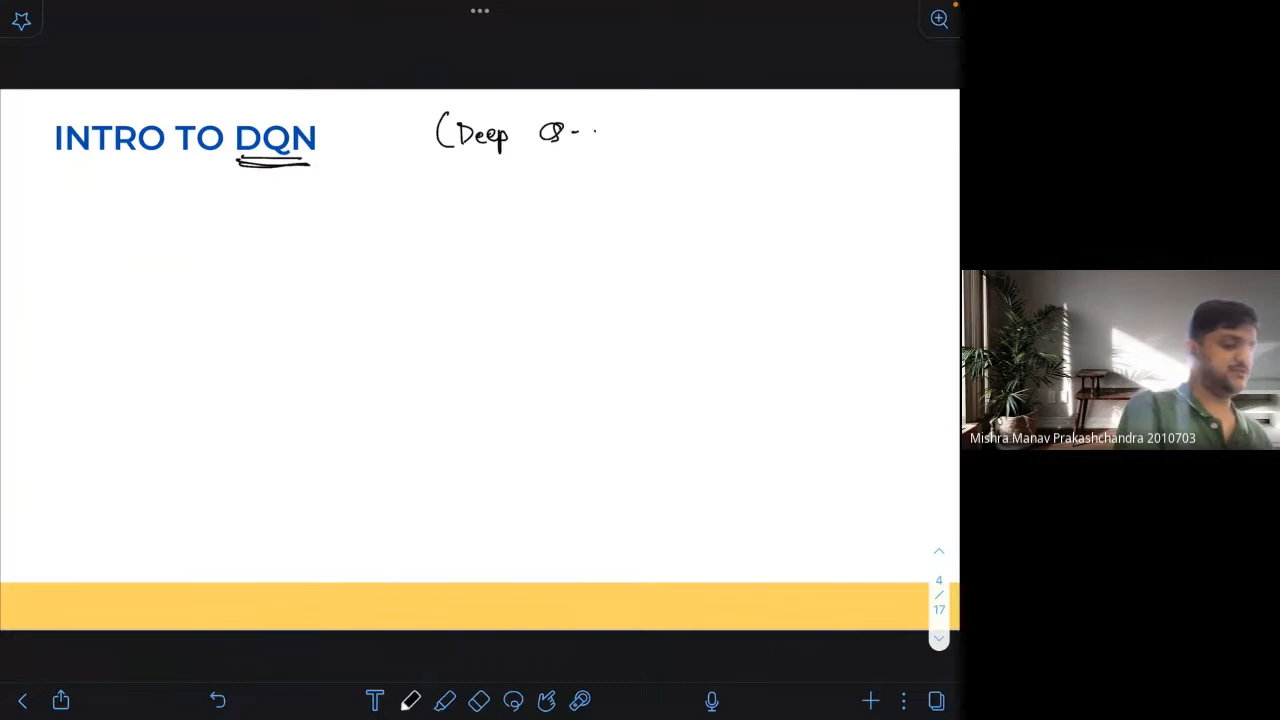 INTRO TO DQN (Deep Q-
4
/
17
Mishra Manav Prakashchandra 2010703
T